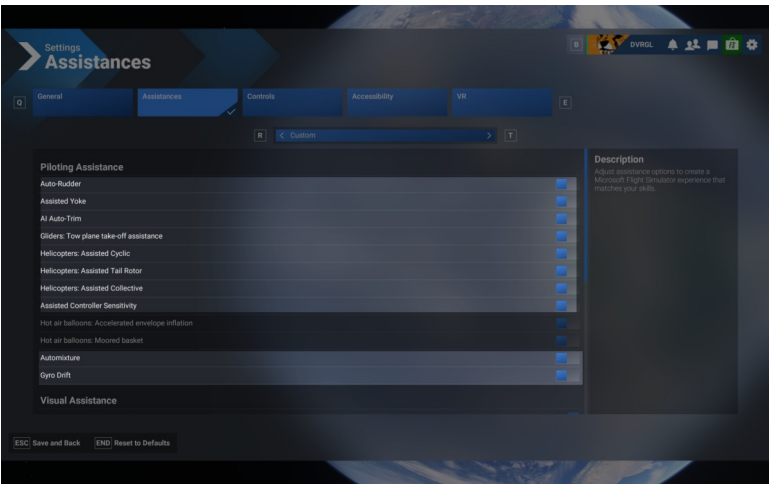 Settings
Assistances
B
DVRGL
Q
General
Assistances
Controls
Accessibility
VR
E
R
Custom
T
Piloting Assistance
Auto-Rudder
Assisted Yoke
AI Auto-Trim
Gliders: Tow plane take-off assistance
Helicopters: Assisted Cyclic
Helicopters: Assisted Tail Rotor
Helicopters: Assisted Collective
Assisted Controller Sensitivity
Hot air balloons: Accelerated envelope inflation
Hot air balloons: Moored basket
Automixture
Gyro Drift
Visual Assistance
Description
Adjust assistance options to create a
Microsoft Flight Simulator experience that
matches your skills.
ESC Save and Back
END Reset to Defaults